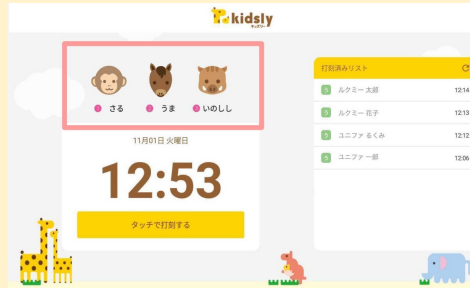 kidsly
キッズリー
さる
うま
いのしし
11月01日 火曜日
12:53
タッチで打刻する
打刻済みリスト
S ルクミー 太郎 12:14
S ルクミー 花子 12:13
S ユニファ るくみ 12:12
S ユニファ 一郎 12:06